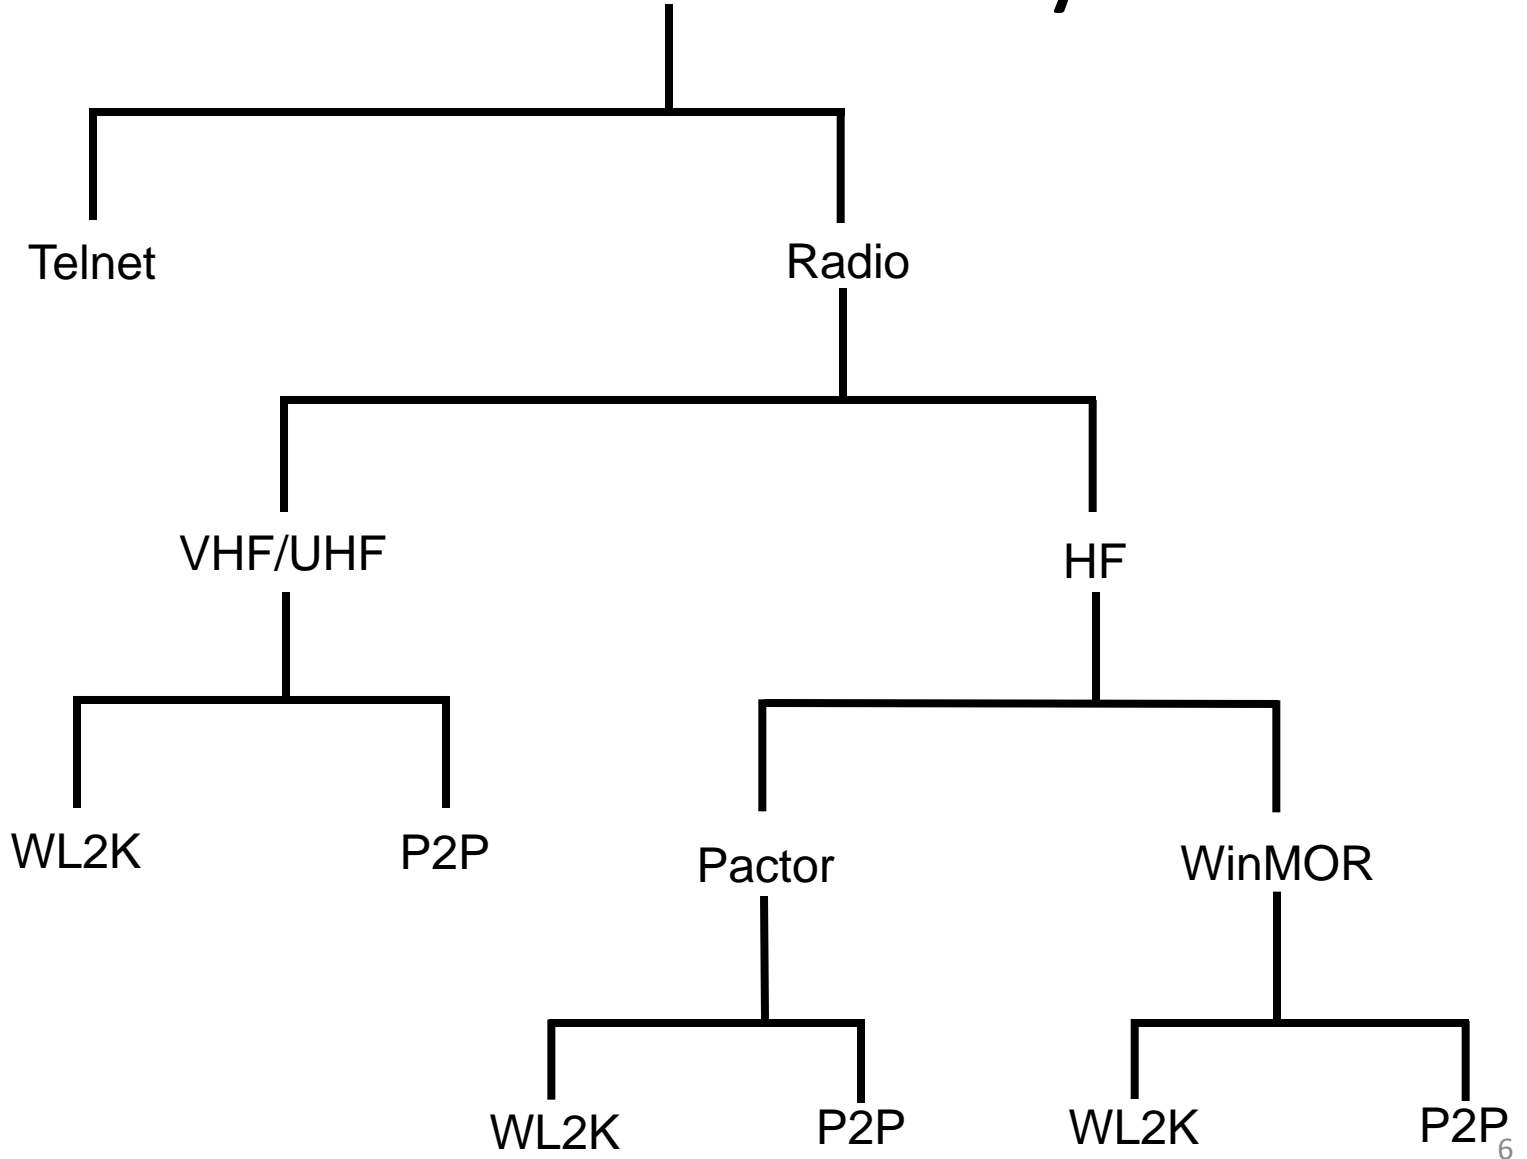 Telnet
Radio
VHF/UHF
HF
WL2K
P2P
Pactor
WinMOR
WL2K
P2P
WL2K
P2P
6